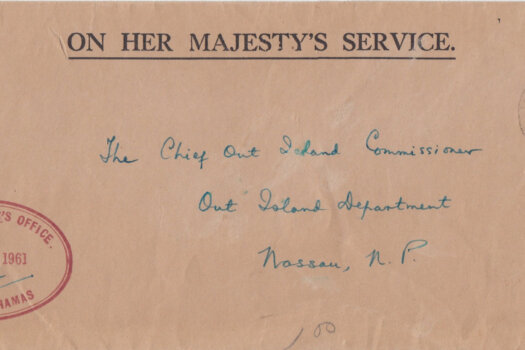 ON HER MAJESTY'S SERVICE.
The Chief Out Island Commissioner
Out Island Department
Nassau, N.P.
'S OFFICE.
1961
HAMAS